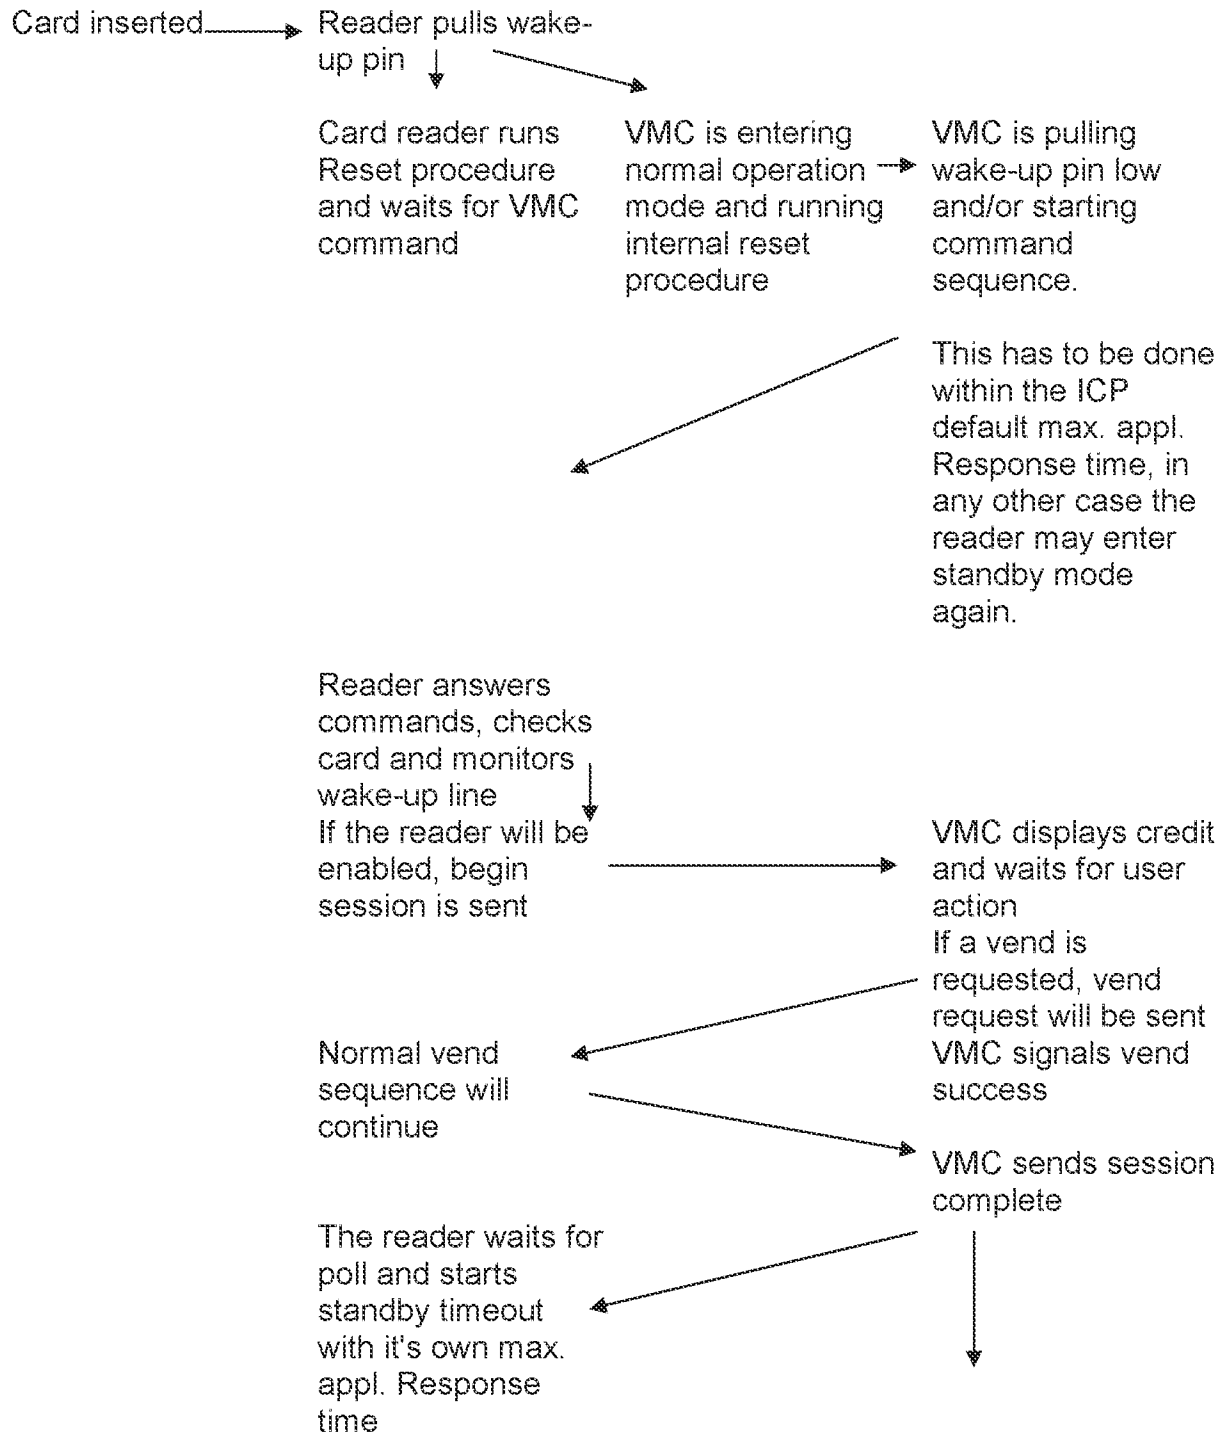 Card inserted
Reader pulls wake-
up pin
Card reader runs
Reset procedure
and waits for VMC
command
VMC is entering
normal operation
mode and running
internal reset
procedure
VMC is pulling
wake-up pin low
and/or starting
command
sequence.
This has to be done
within the ICP
default max. appl.
Response time, in
any other case the
reader may enter
standby mode
again.
Reader answers
commands, checks
card and monitors
wake-up line
If the reader will be
enabled, begin
session is sent
VMC displays credit
and waits for user
action
If a vend is
requested, vend
request will be sent
Normal vend
sequence will
continue
VMC signals vend
success
VMC sends session
complete
The reader waits for
poll and starts
standby timeout
with it's own max.
appl. Response
time